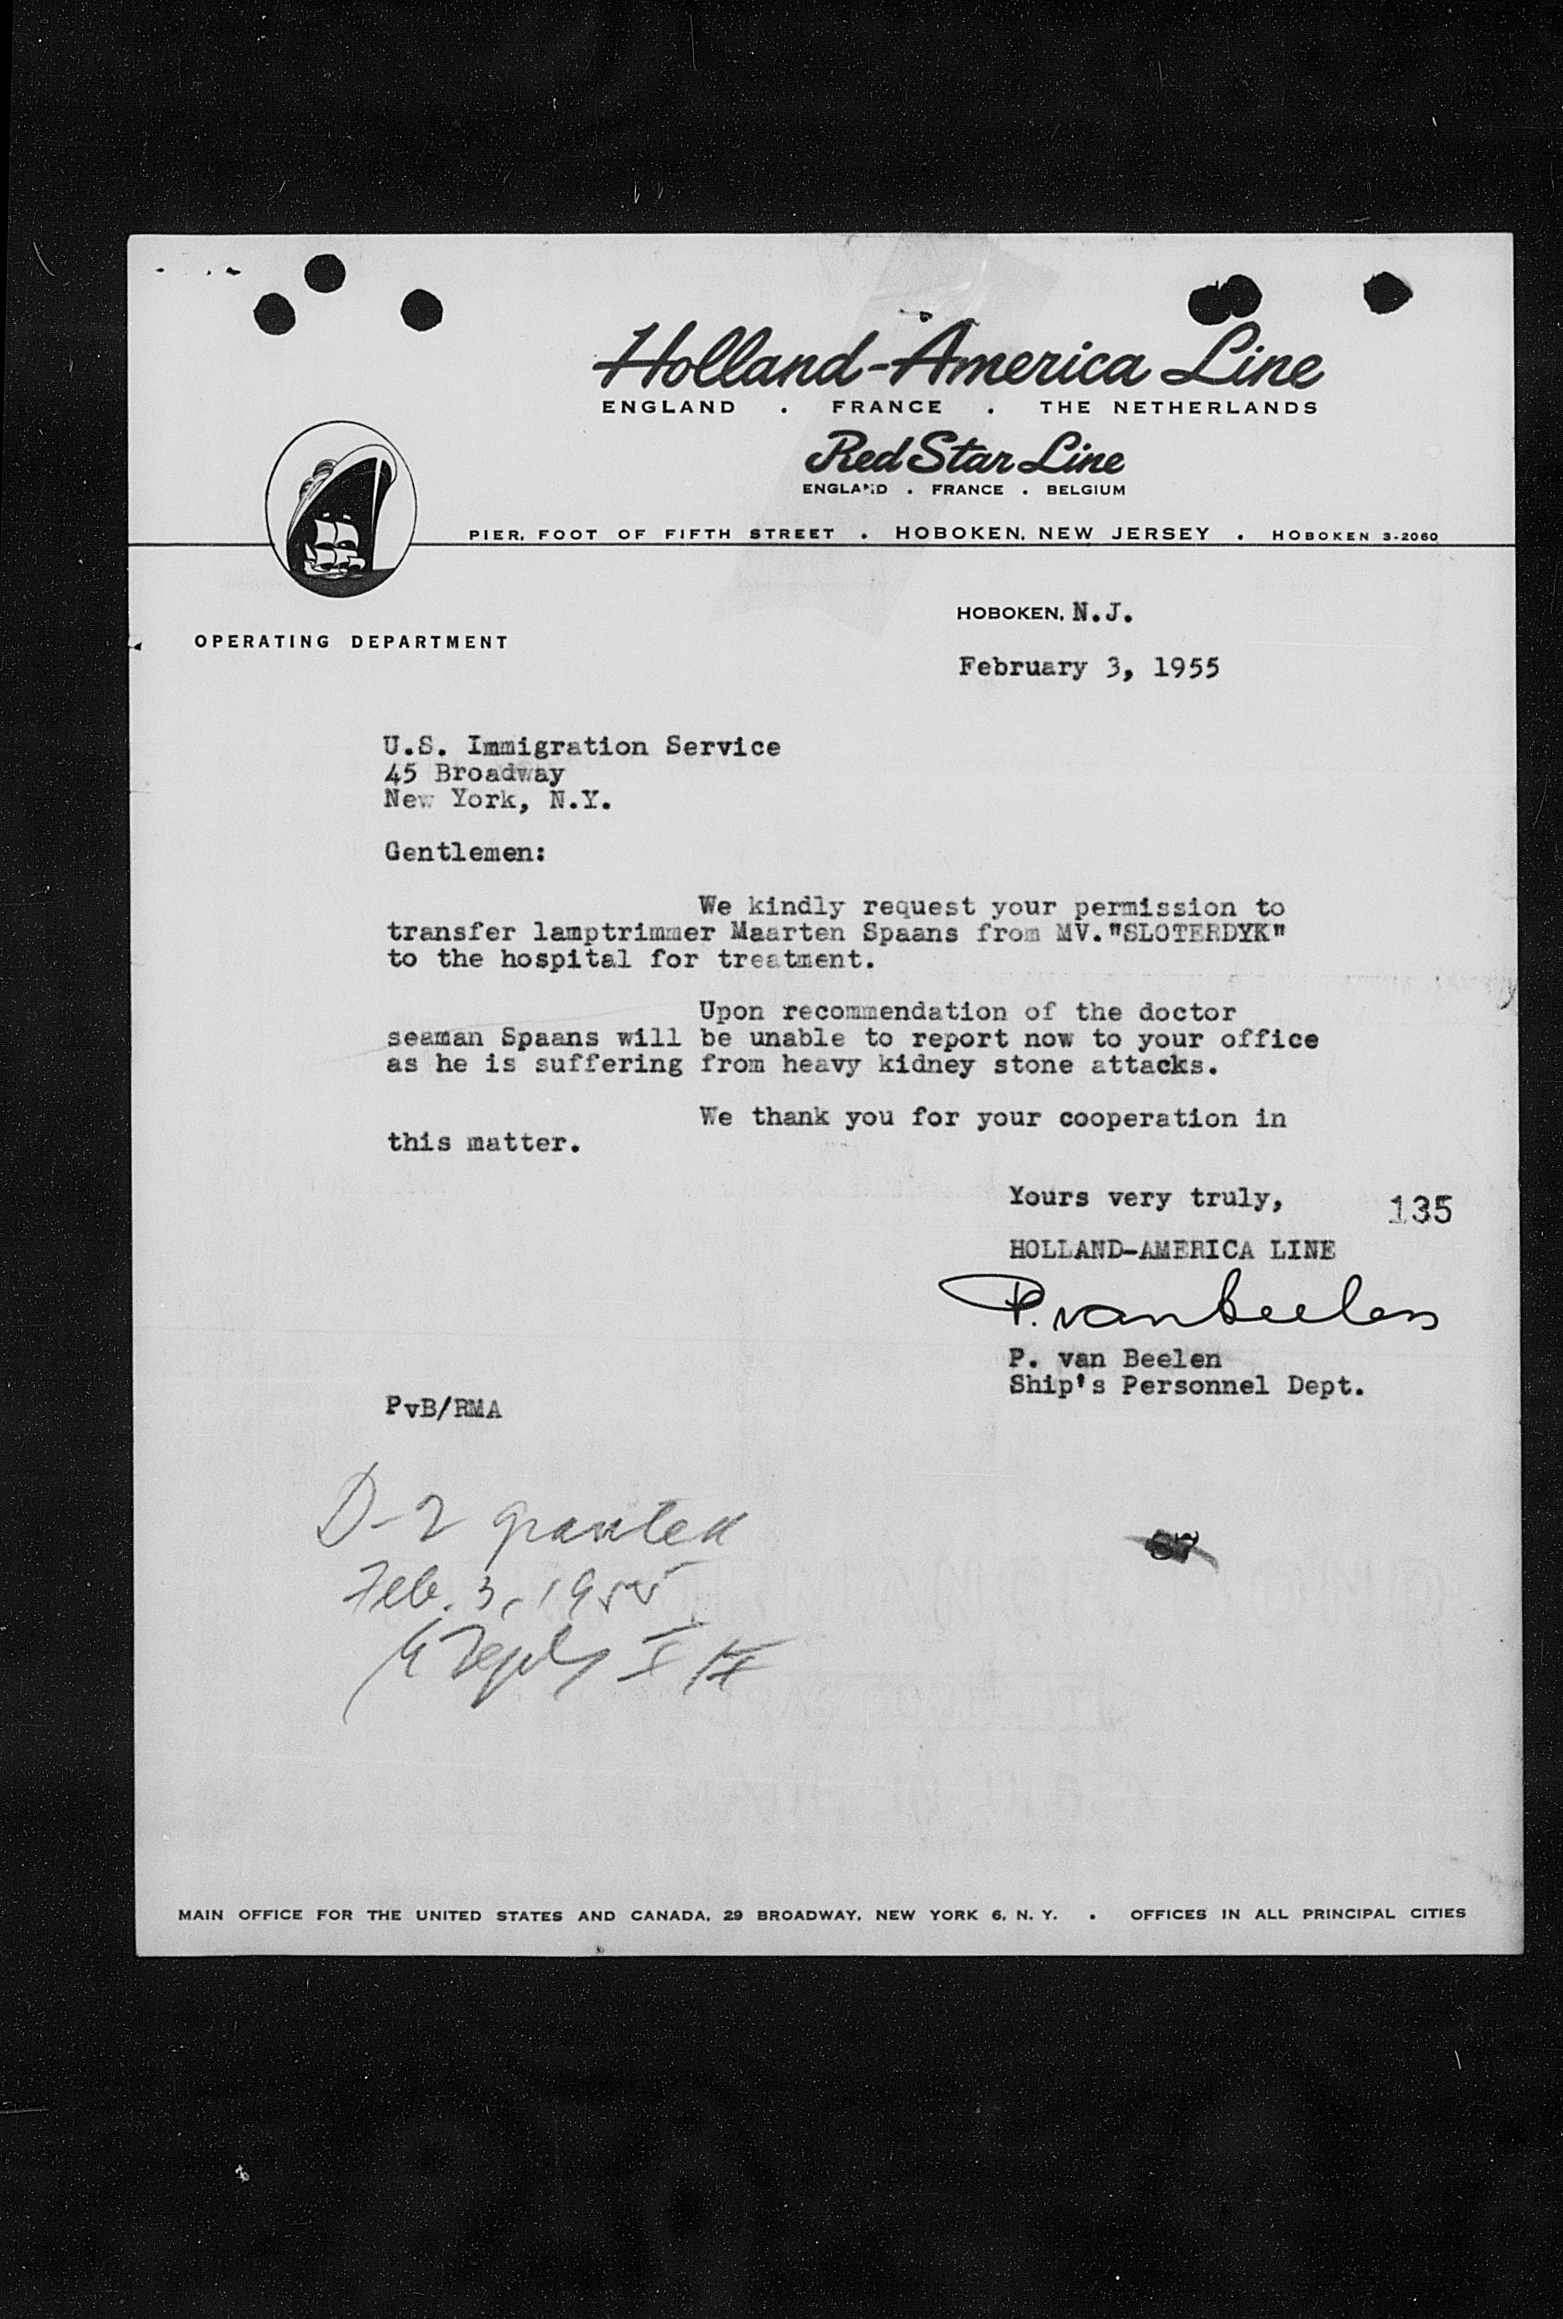 Holland-America Line
ENGLAND . FRANCE . THE NETHERLANDS
Red Star Line
ENGLAND . FRANCE . BELGIUM
PIER, FOOT OF FIFTH STREET . HOBOKEN, NEW JERSEY . HOBOKEN 3-2060
HOBOKEN, N.J.
OPERATING DEPARTMENT
February 3, 1955
U.S. Immigration Service
45 Broadway
New York, N.Y.
Gentlemen:
We kindly request your permission to
transfer lamptrimmer Maarten Spaans from MV."SLOTERDYK"
to the hospital for treatment.
Upon recommendation of the doctor
seaman Spaans will be unable to report now to your office
as he is suffering from heavy kidney stone attacks.
We thank you for your cooperation in
this matter.
Yours very truly,
135
HOLLAND-AMERICA LINE
P. van Beelen
P. van Beelen
Ship's Personnel Dept.
PvB/RMA
D-2 granted
Feb. 3, 1955
MAIN OFFICE FOR THE UNITED STATES AND CANADA, 29 BROADWAY, NEW YORK 6, N. Y. . OFFICES IN ALL PRINCIPAL CITIES